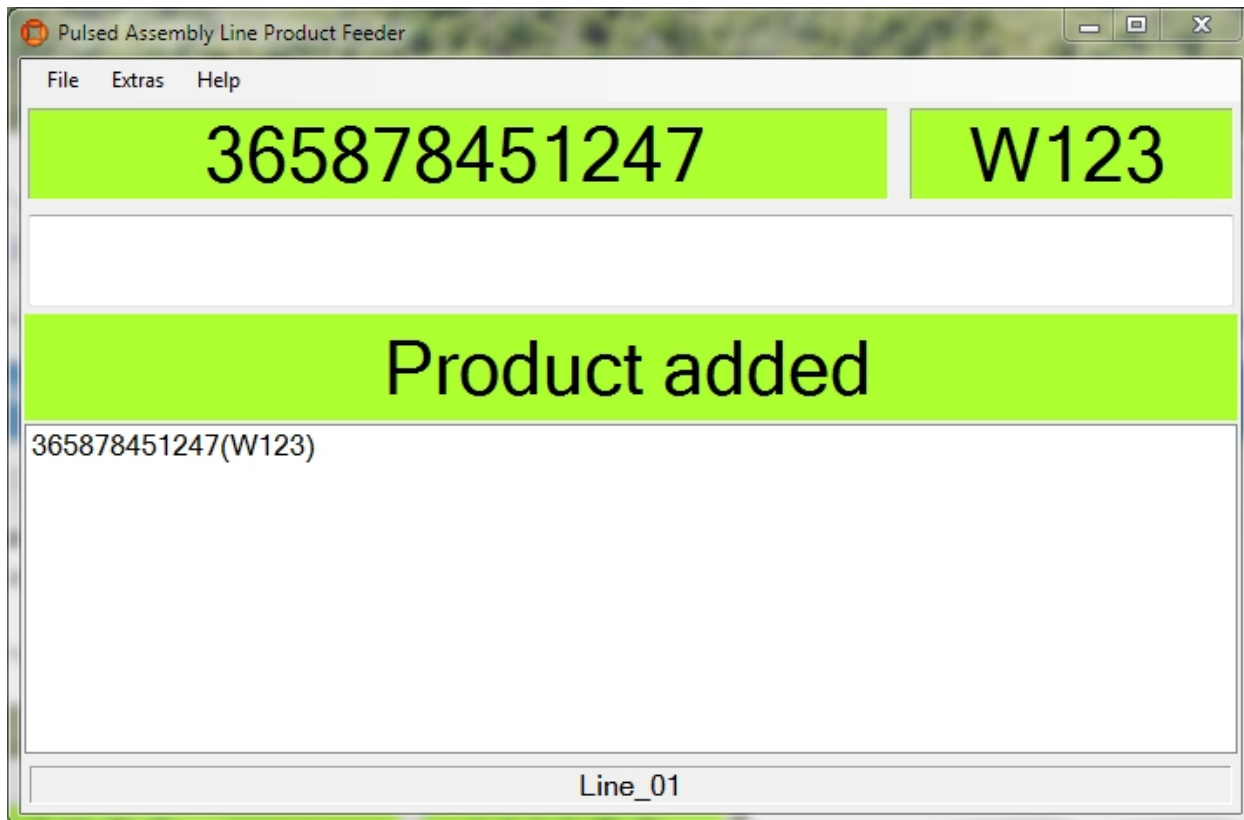 Pulsed Assembly Line Product Feeder
File Extras Help
365878451247 W123
Product added
365878451247(W123)
Line_01